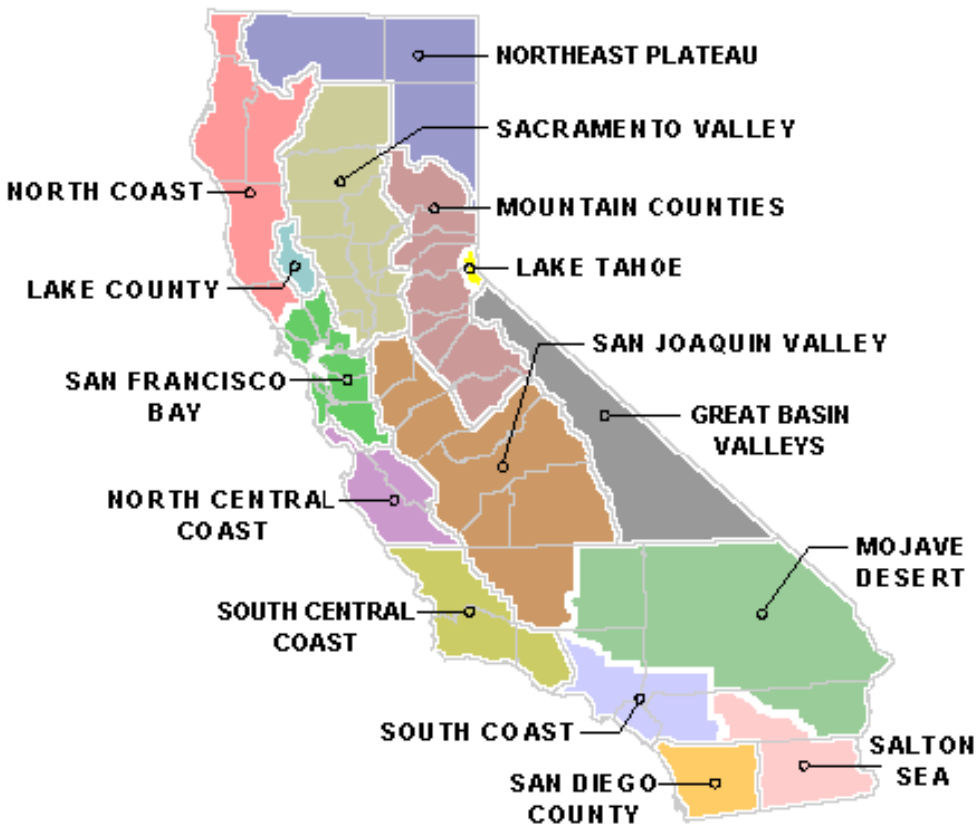 NORTHEAST PLATEAU
SACRAMENTO VALLEY
NORTH COAST
MOUNTAIN COUNTIES
LAKE TAHOE
LAKE COUNTY
SAN JOAQUIN VALLEY
SAN FRANCISCO
BAY
GREAT BASIN
VALLEYS
NORTH CENTRAL
COAST
MOJAVE
DESERT
SOUTH CENTRAL
COAST
SOUTH COAST
SALTON
SEA
SAN DIEGO
COUNTY